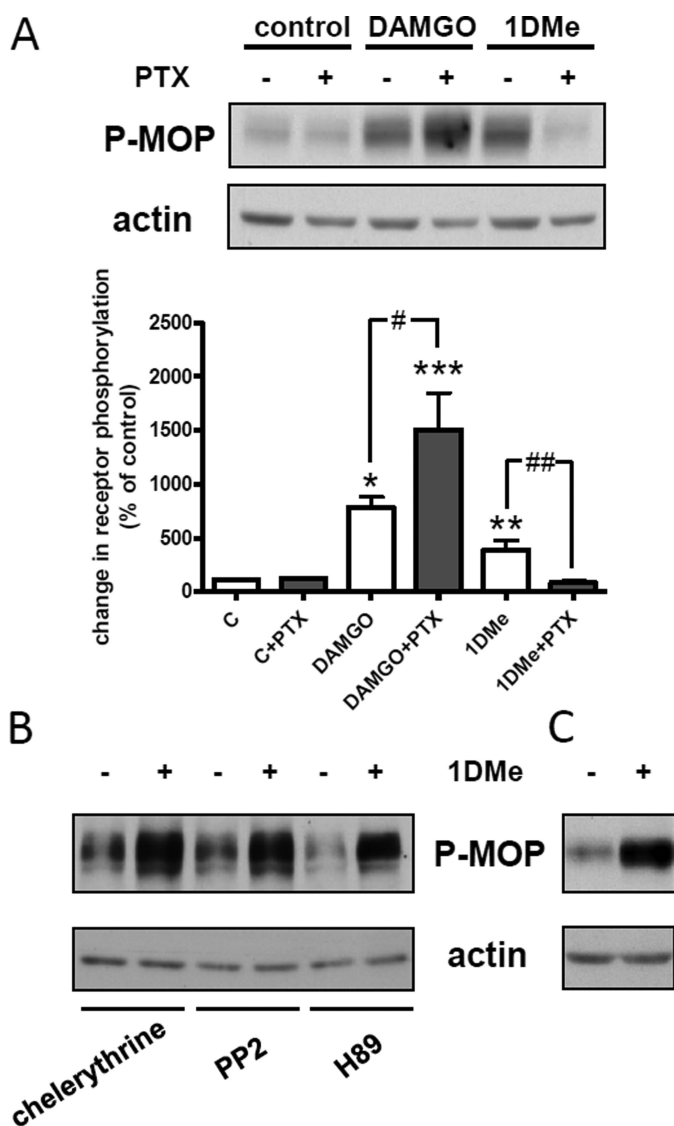 A
control DAMGO 1DMe
PTX - + - + - +
P-MOP
actin
change in receptor phosphorylation
(% of control)
2500
2000
1500
1000
500
0
#
***
*
##
**
C C+PTX DAMGO DAMGO+PTX 1DMe 1DMe+PTX
B C
- + - + - + 1DMe - +
P-MOP
actin
chelerythrine PP2 H89